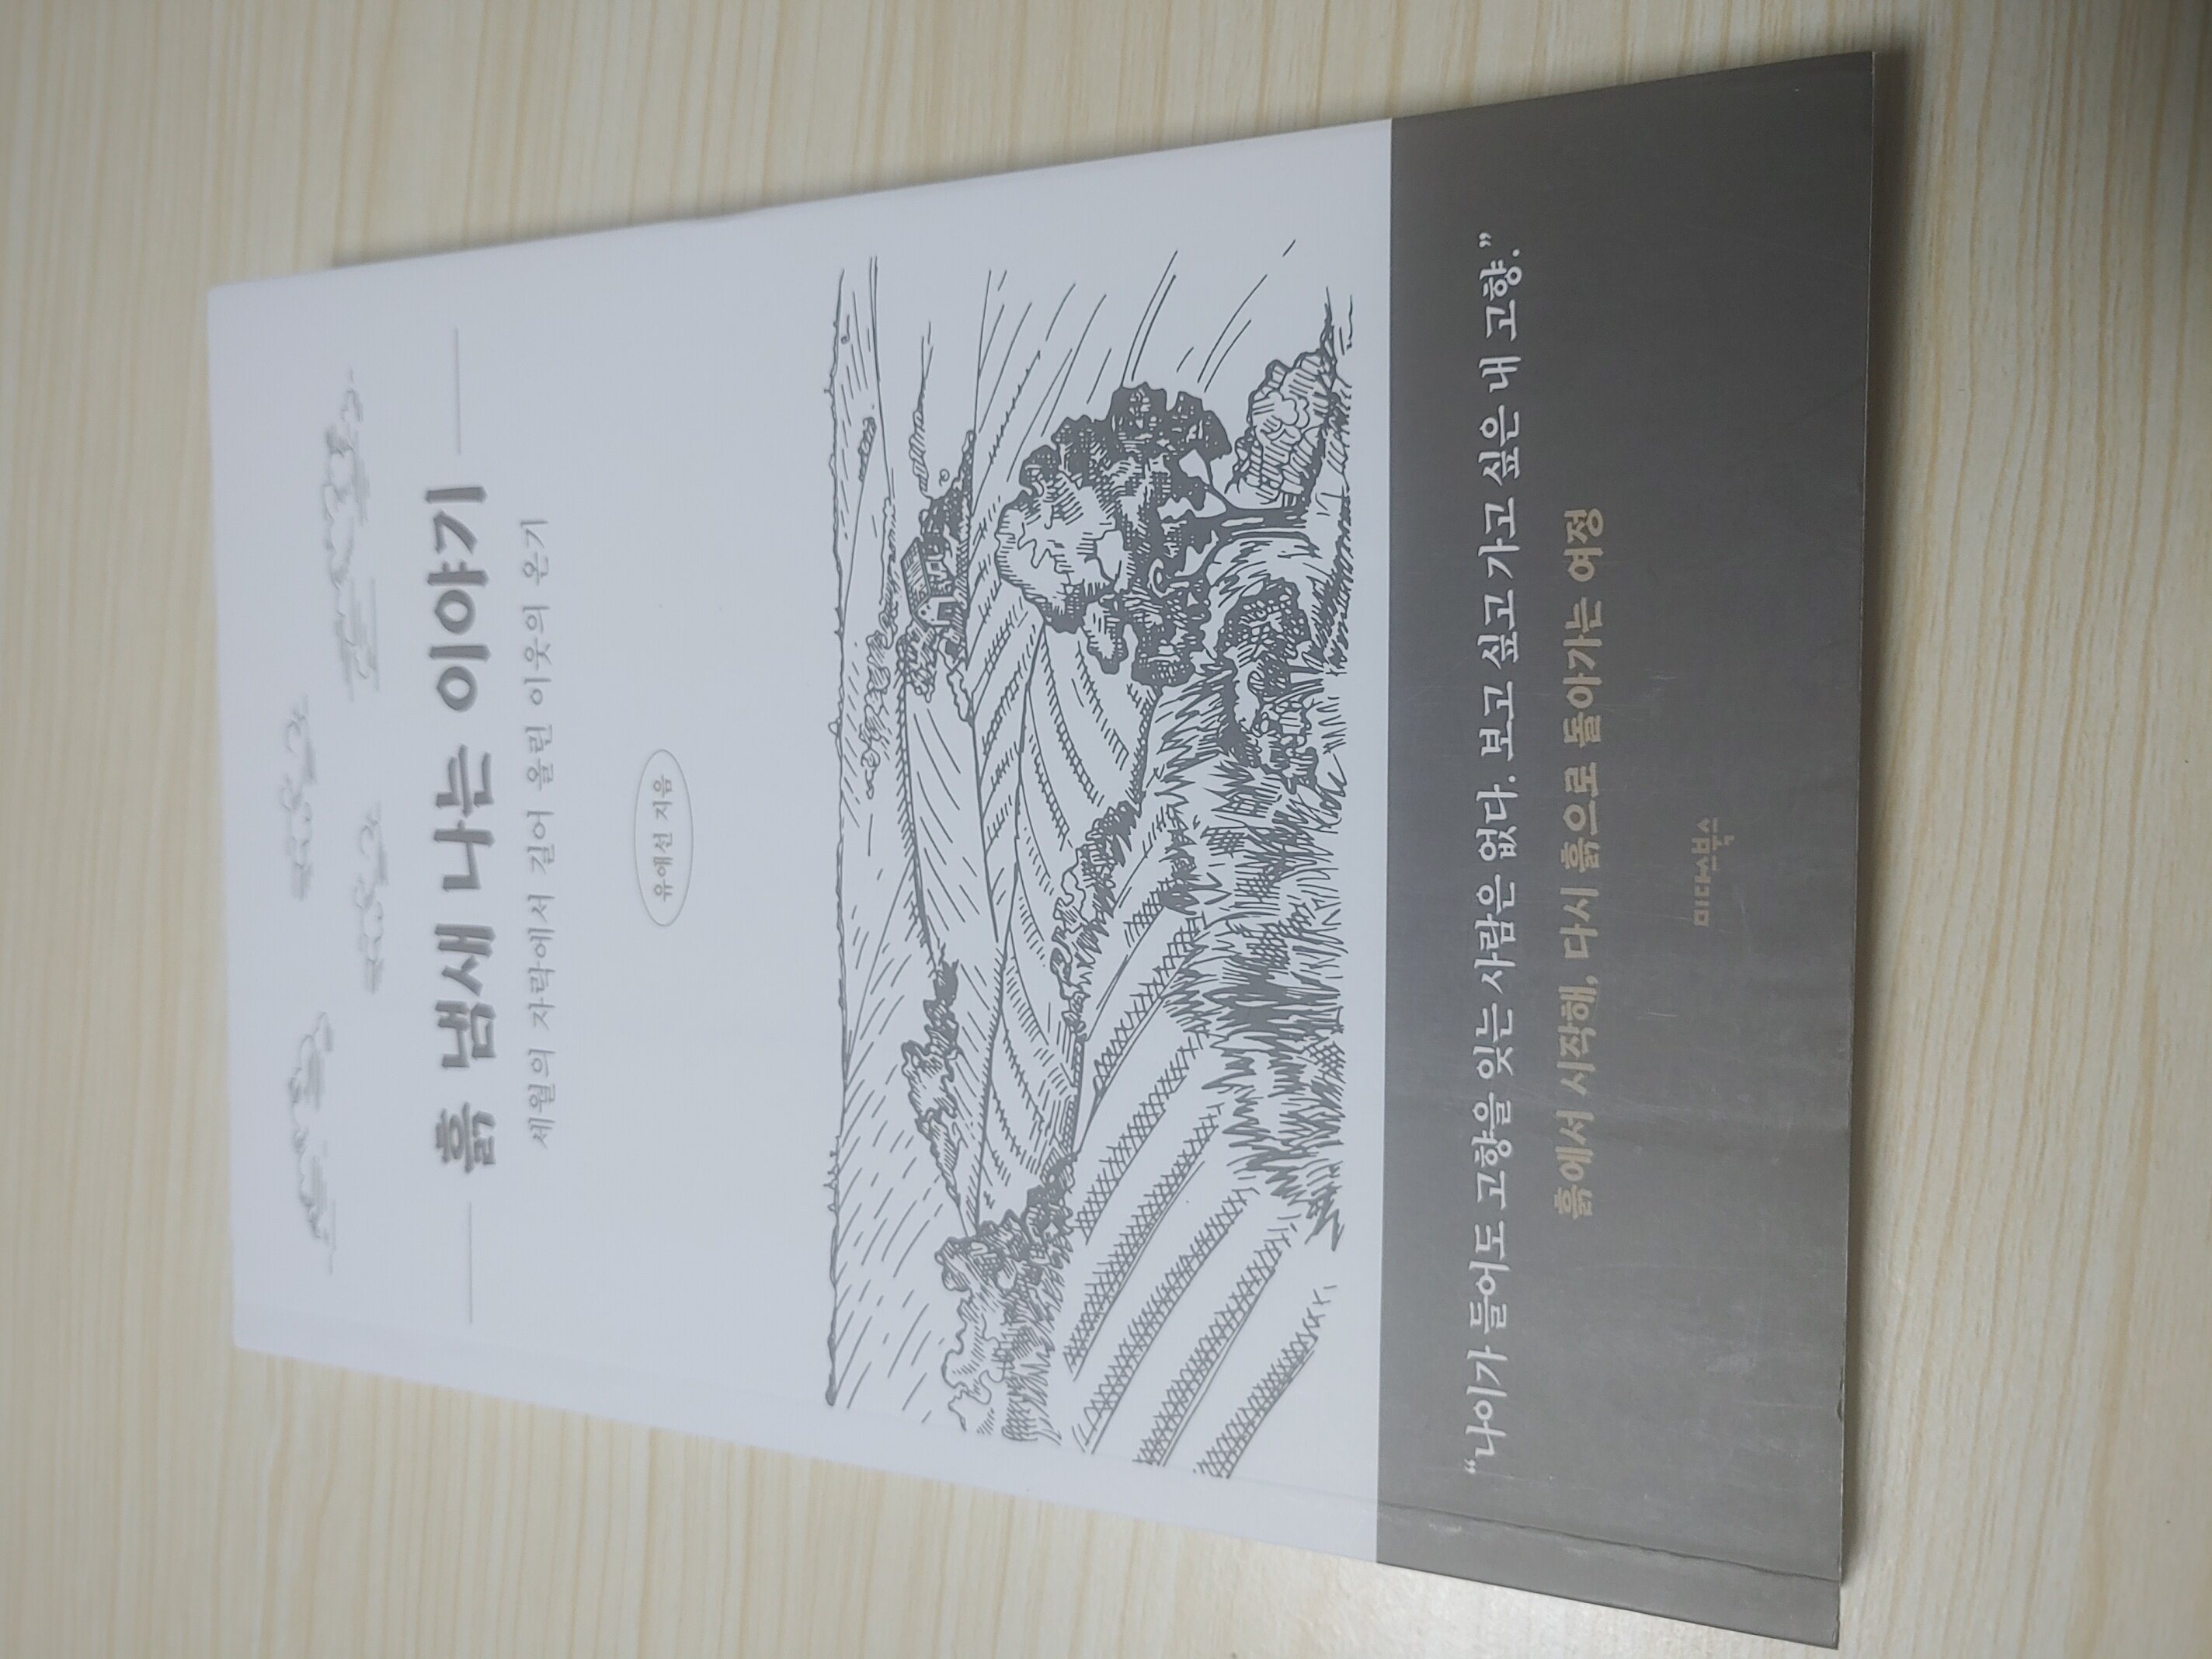 흙 냄새 나는 이야기
세월의 자락에서 길어 올린 이웃의 온기
유애선 지음
“나이가 들어도 고향을 잊는 사람은 없다. 보고 싶고 가고 싶은 내 고향.”
흙에서 시작해, 다시 흙으로 돌아가는 여정
미다스북스